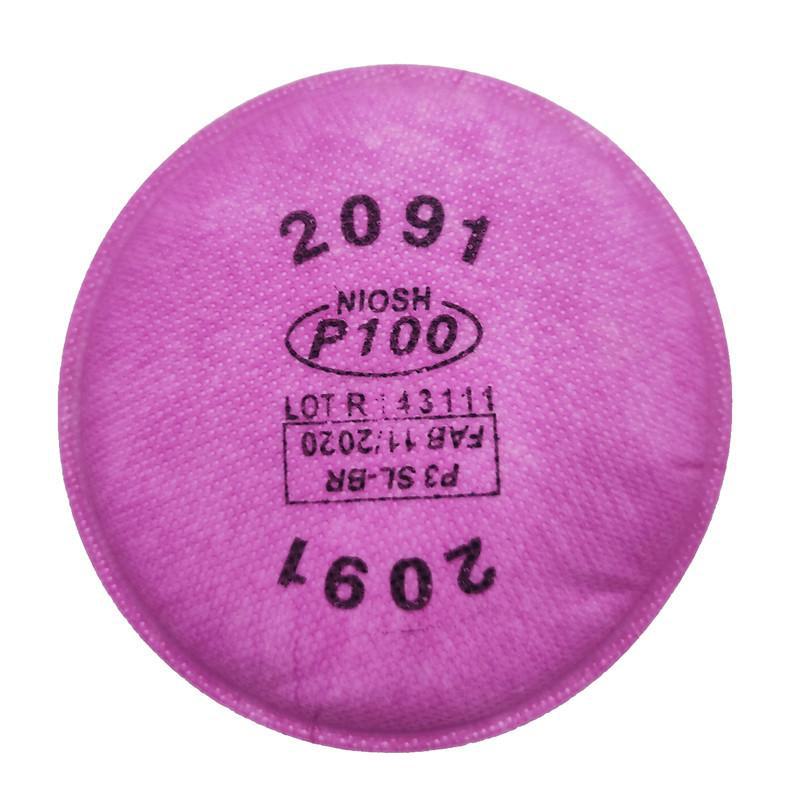 2091
NIOSH
P100
LOT R 143111
FAB 11/2020
P3 SL-BR
2091